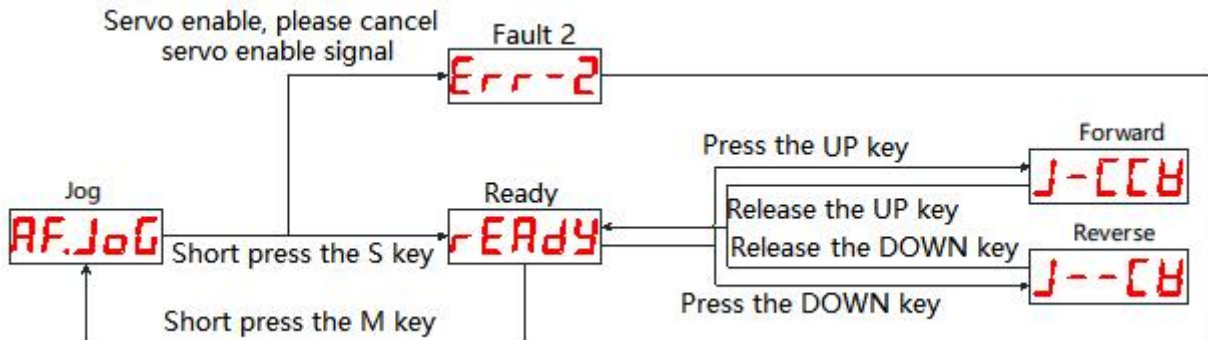 Servo enable, please cancel
servo enable signal
Fault 2
Err-2
Press the UP key
Forward
J-CCW
Jog
AF.JoG
Short press the S key
Ready
rEAdy
Release the UP key
Release the DOWN key
Reverse
J--CW
Press the DOWN key
Short press the M key